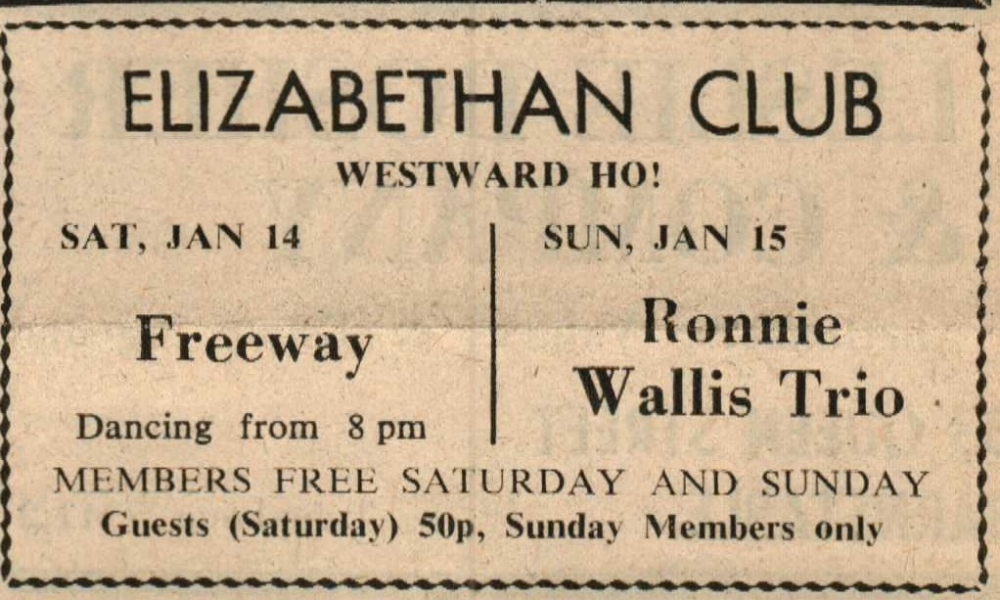 ELIZABETHAN CLUB
WESTWARD HO!
SAT, JAN 14
Freeway
Dancing from 8 pm
SUN, JAN 15
Ronnie
Wallis Trio
MEMBERS FREE SATURDAY AND SUNDAY
Guests (Saturday) 50p, Sunday Members only